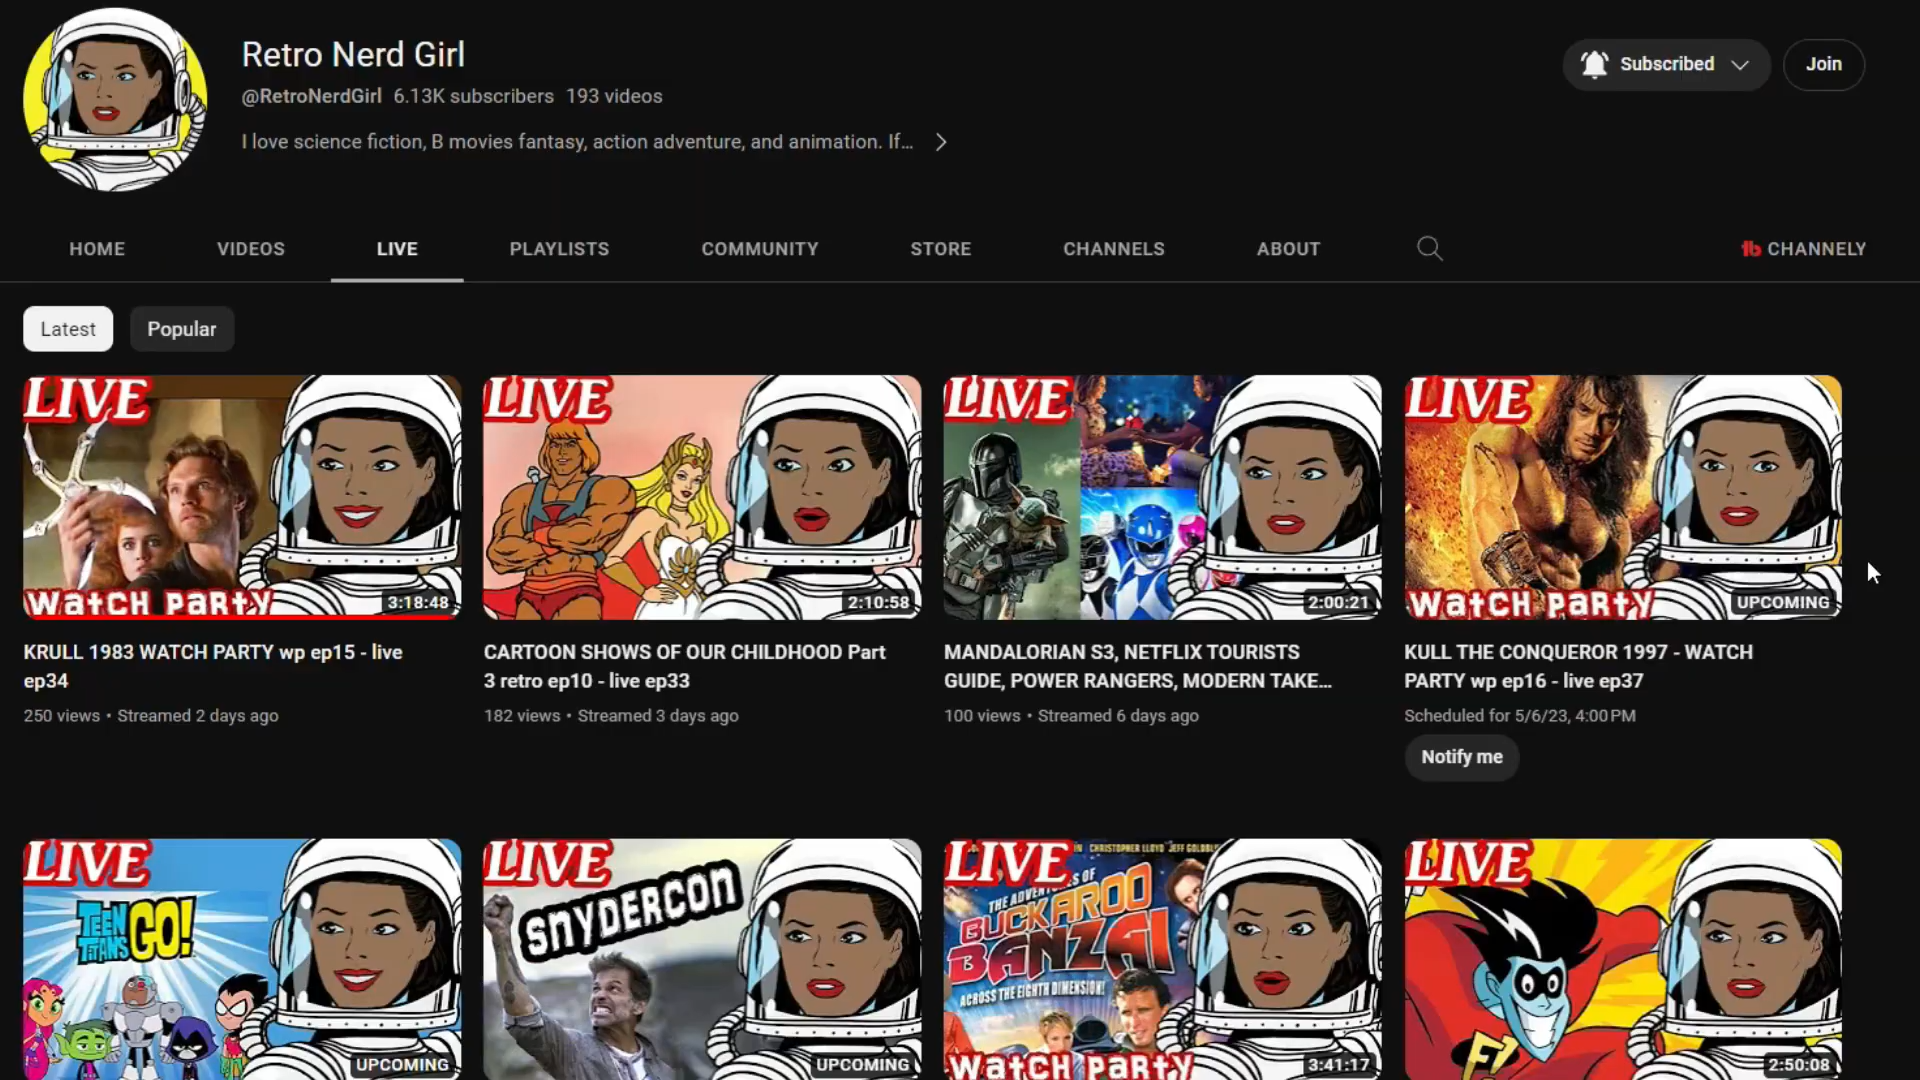 Retro Nerd Girl
@RetroNerdGirl 6.13K subscribers 193 videos
I love science fiction, B movies fantasy, action adventure, and animation. If...
Subscribed
Join
HOME VIDEOS LIVE PLAYLISTS COMMUNITY STORE CHANNELS ABOUT
CHANNELY
Latest
Popular
LIVE
WATCH PARTY
3:18:48
KRULL 1983 WATCH PARTY wp ep15 - live
ep34
250 views • Streamed 2 days ago
LIVE
2:10:58
CARTOON SHOWS OF OUR CHILDHOOD Part
3 retro ep10 - live ep33
182 views • Streamed 3 days ago
LIVE
2:00:21
MANDALORIAN S3, NETFLIX TOURISTS
GUIDE, POWER RANGERS, MODERN TAKE...
100 views • Streamed 6 days ago
LIVE
WATCH PARTY
UPCOMING
KULL THE CONQUEROR 1997 - WATCH
PARTY wp ep16 - live ep37
Scheduled for 5/6/23, 4:00 PM
Notify me
LIVE
TEEN
TITANS GO!
UPCOMING
LIVE
SNYDERCON
UPCOMING
LIVE
CHRISTOPHER LLOYD JEFF
THE ADVENTURES OF
BUCKAROO
BANZAI
ACROSS THE EIGHTH DIMENSION!
WATCH PARTY
3:41:17
LIVE
F!
2:50:08